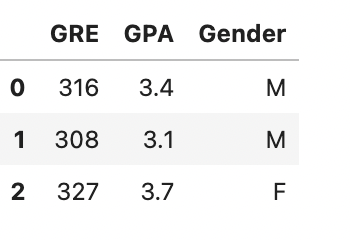 GRE GPA Gender
0 316 3.4 M
1 308 3.1 M
2 327 3.7 F